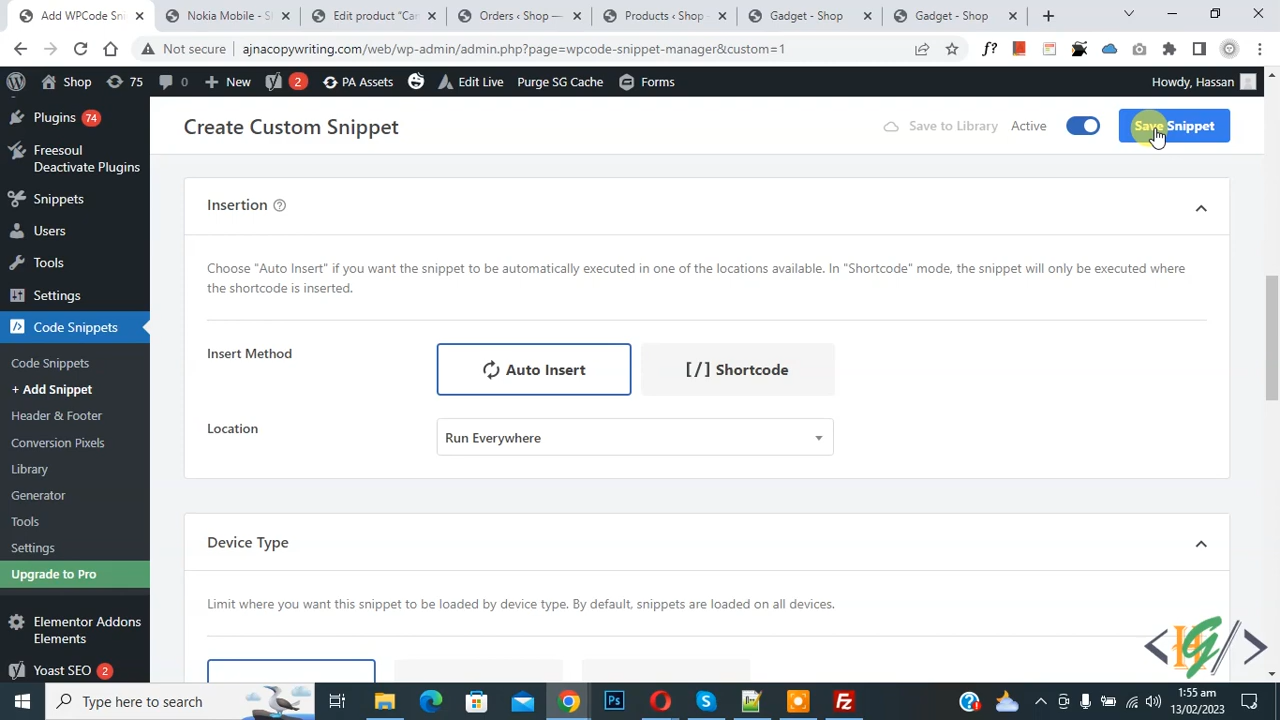 Add WPCode Sni
Nokia Mobile - S
Edit product “Car
Orders ‹ Shop —
Products ‹ Shop
Gadget - Shop
Gadget - Shop
Not secure
ajnacopywriting.com/web/wp-admin/admin.php?page=wpcode-snippet-manager&custom=1
f?
Shop
75
0
New
2
PA Assets
Edit Live
Purge SG Cache
Forms
Howdy, Hassan
Plugins 74
Freesoul
Deactivate Plugins
Snippets
Users
Tools
Settings
Code Snippets
Code Snippets
+ Add Snippet
Header & Footer
Conversion Pixels
Library
Generator
Tools
Settings
Upgrade to Pro
Elementor Addons
Elements
Yoast SEO 2
Create Custom Snippet
Save to Library
Active
Save Snippet
Insertion
Choose "Auto Insert" if you want the snippet to be automatically executed in one of the locations available. In "Shortcode" mode, the snippet will only be executed where
the shortcode is inserted.
Insert Method
Auto Insert
[/] Shortcode
Location
Run Everywhere
Device Type
Limit where you want this snippet to be loaded by device type. By default, snippets are loaded on all devices.
Type here to search
Ps
1:55 am
13/02/2023